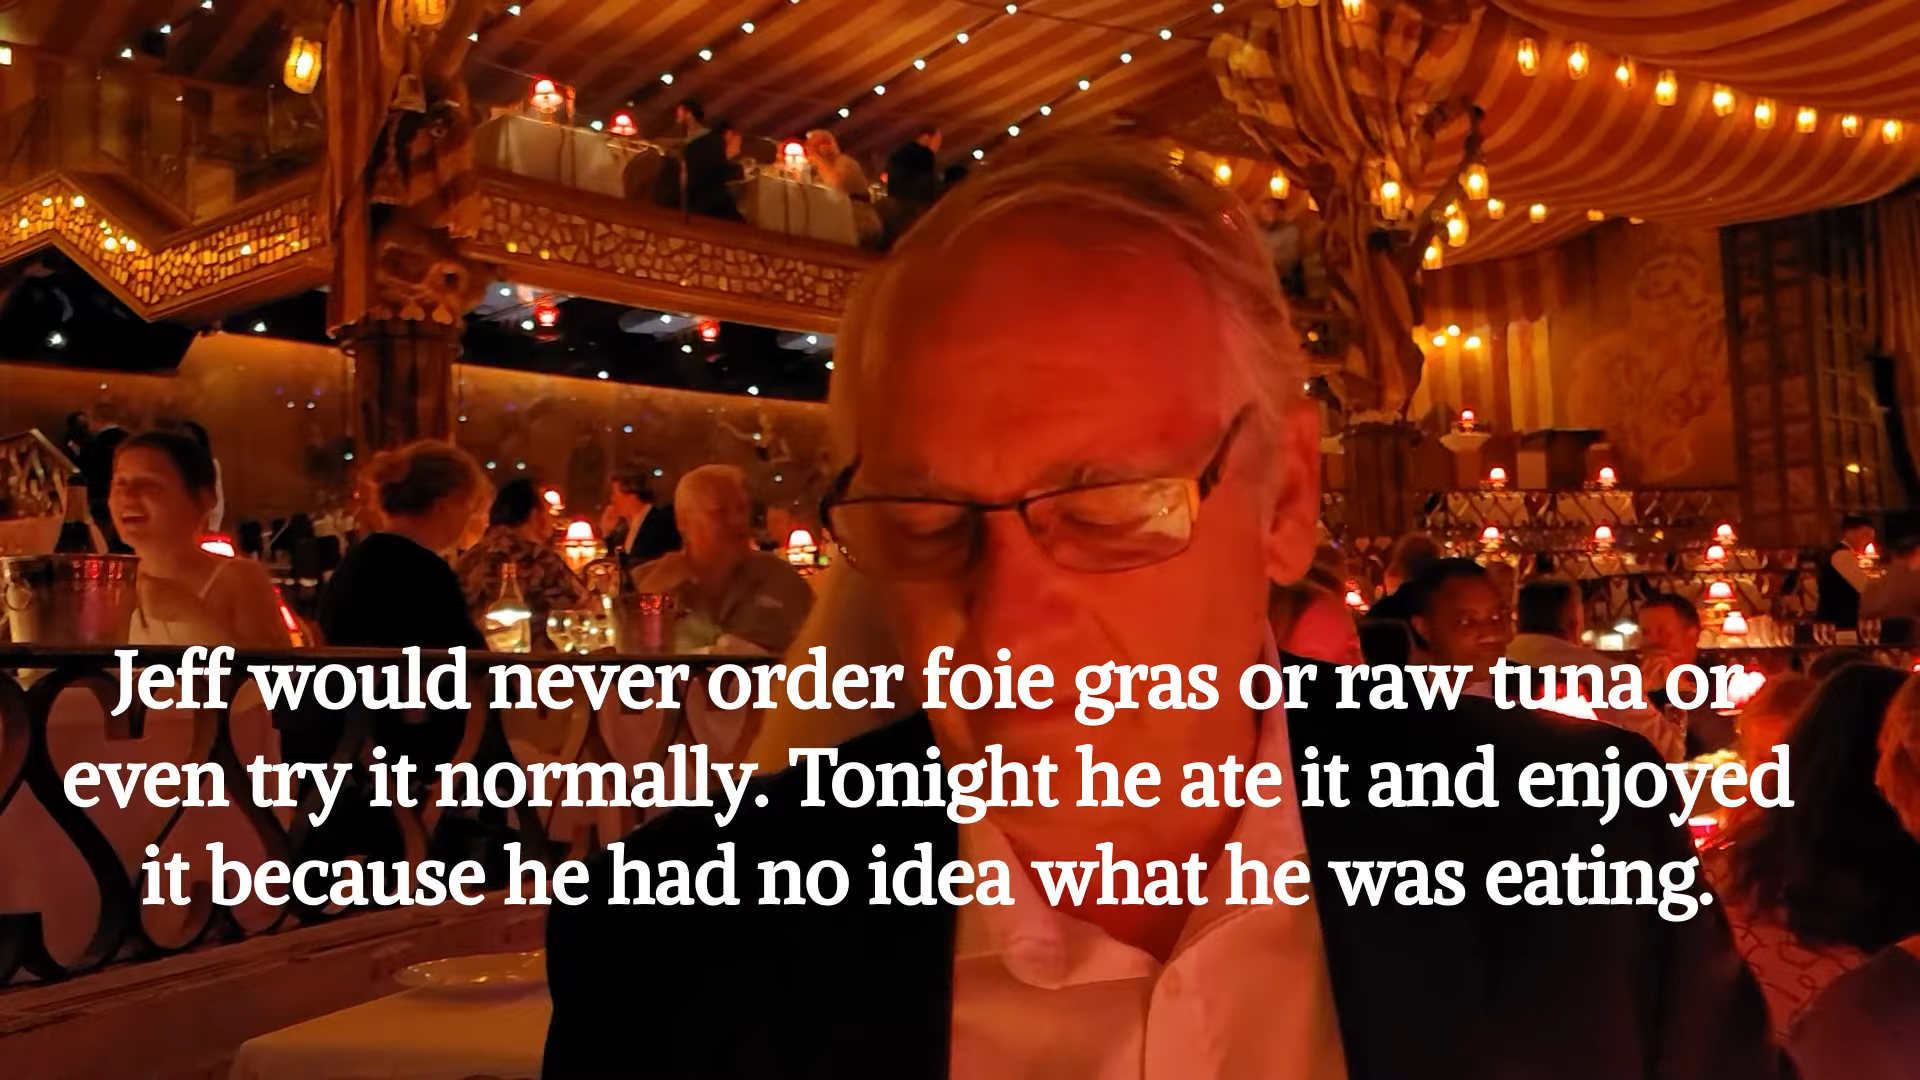 Jeff would never order foie gras or raw tuna or
even try it normally. Tonight he ate it and enjoyed
it because he had no idea what he was eating.